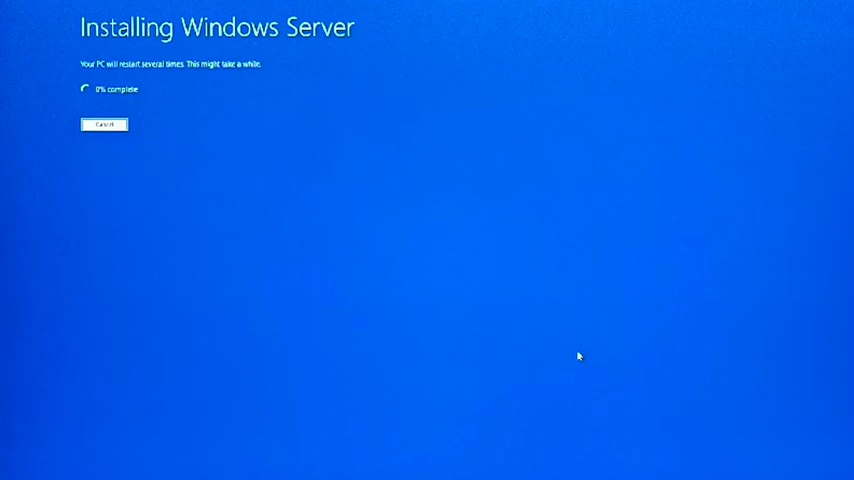 Installing Windows Server
Your PC will restart several times. This might take a while.
0% complete
Cancel